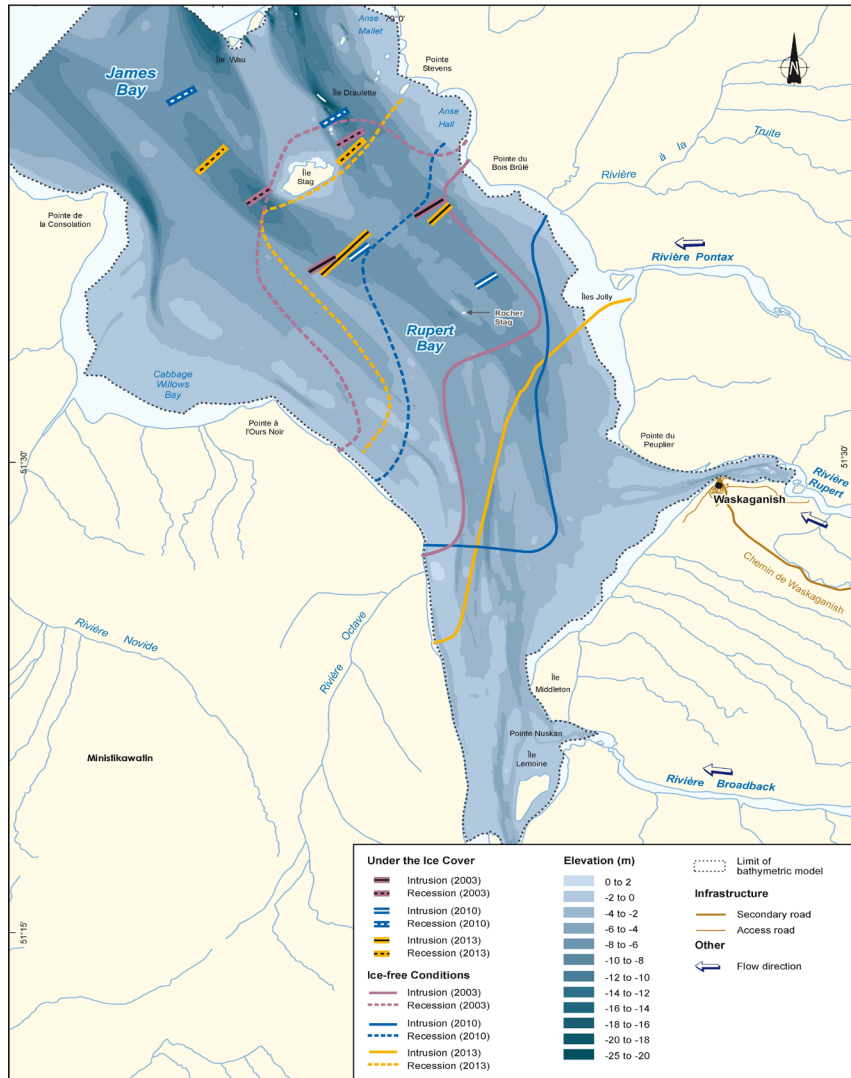 79°0'
Anse
Mallet
Île Wau
James
Bay
Pointe
Stevens
Île Draulette
Anse
Hall
N
Truite
à la
Rivière
Pointe du
Bois Brûlé
Île
Stag
Pointe de
la Consolation
Rivière Pontax
Îles Jolly
Rocher
Stag
Rupert
Bay
Cabbage
Willows
Bay
Pointe à
l'Ours Noir
51°30'
51°30'
Pointe du
Peuplier
Rivière
Rupert
Waskaganish
Chemin de Waskaganish
Rivière Octave
Rivière Novide
Île
Middleton
Pointe Nuskan
Île
Lemoine
Ministikawatin
Rivière Broadback
51°15'
Under the Ice Cover
Intrusion (2003)
Recession (2003)
Intrusion (2010)
Recession (2010)
Intrusion (2013)
Recession (2013)
Ice-free Conditions
Intrusion (2003)
Recession (2003)
Intrusion (2010)
Recession (2010)
Intrusion (2013)
Recession (2013)
Elevation (m)
0 to 2
-2 to 0
-4 to -2
-6 to -4
-8 to -6
-10 to -8
-12 to -10
-14 to -12
-16 to -14
-18 to -16
-20 to -18
-25 to -20
Limit of
bathymetric model
Infrastructure
Secondary road
Access road
Other
Flow direction